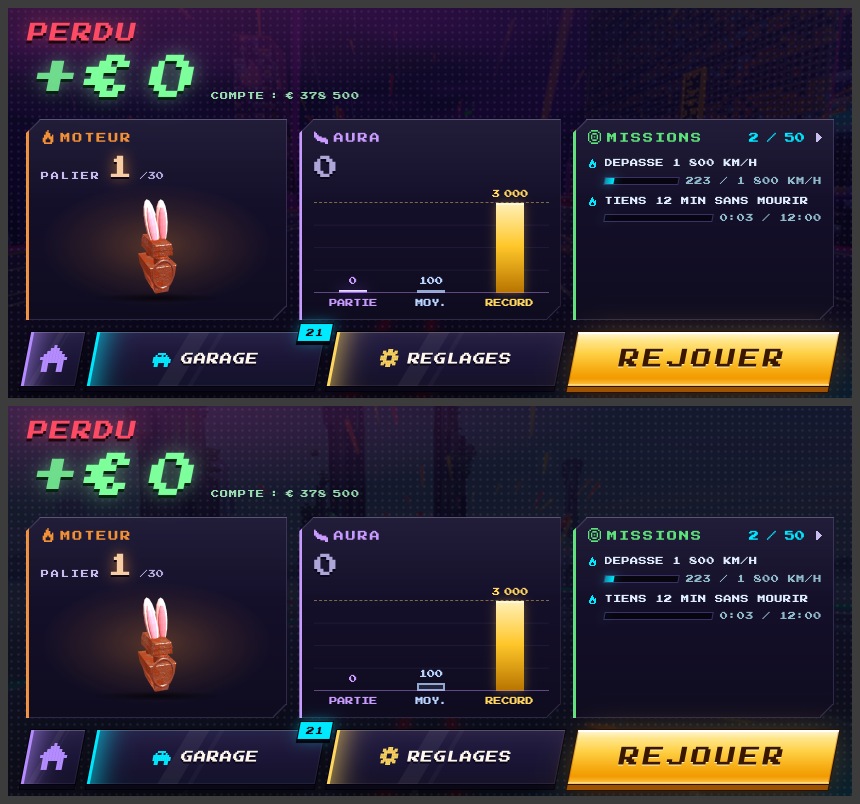 PERDU
+€ 0
COMPTE : € 378 500
MOTEUR
PALIER 1 /30
AURA
0
3 000
0
100
PARTIE
MOY.
RECORD
MISSIONS
2 / 50
DEPASSE 1 800 KM/H
223 / 1 800 KM/H
TIENS 12 MIN SANS MOURIR
0:03 / 12:00
21
GARAGE
REGLAGES
REJOUER
PERDU
+€ 0
COMPTE : € 378 500
MOTEUR
PALIER 1 /30
AURA
0
3 000
0
100
PARTIE
MOY.
RECORD
MISSIONS
2 / 50
DEPASSE 1 800 KM/H
223 / 1 800 KM/H
TIENS 12 MIN SANS MOURIR
0:03 / 12:00
21
GARAGE
REGLAGES
REJOUER